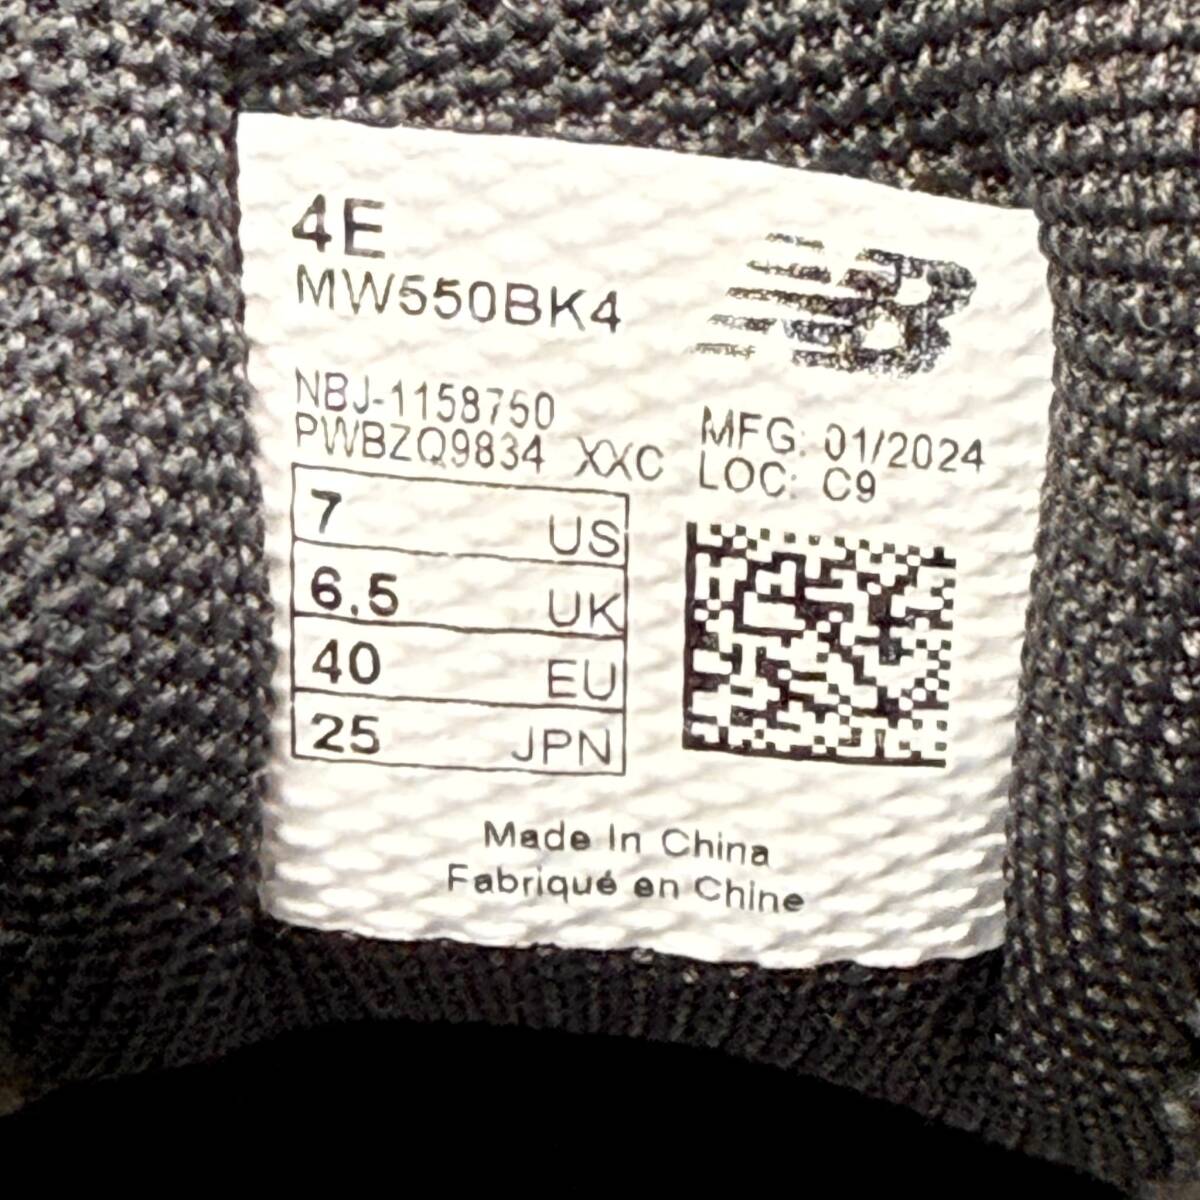 4E
MW550BK4
NBJ-1158750
PWBZQ9834 XXC
MFG: 01/2024
LOC: C9
7 US
6.5 UK
40 EU
25 JPN
Made In China
Fabriqué en Chine